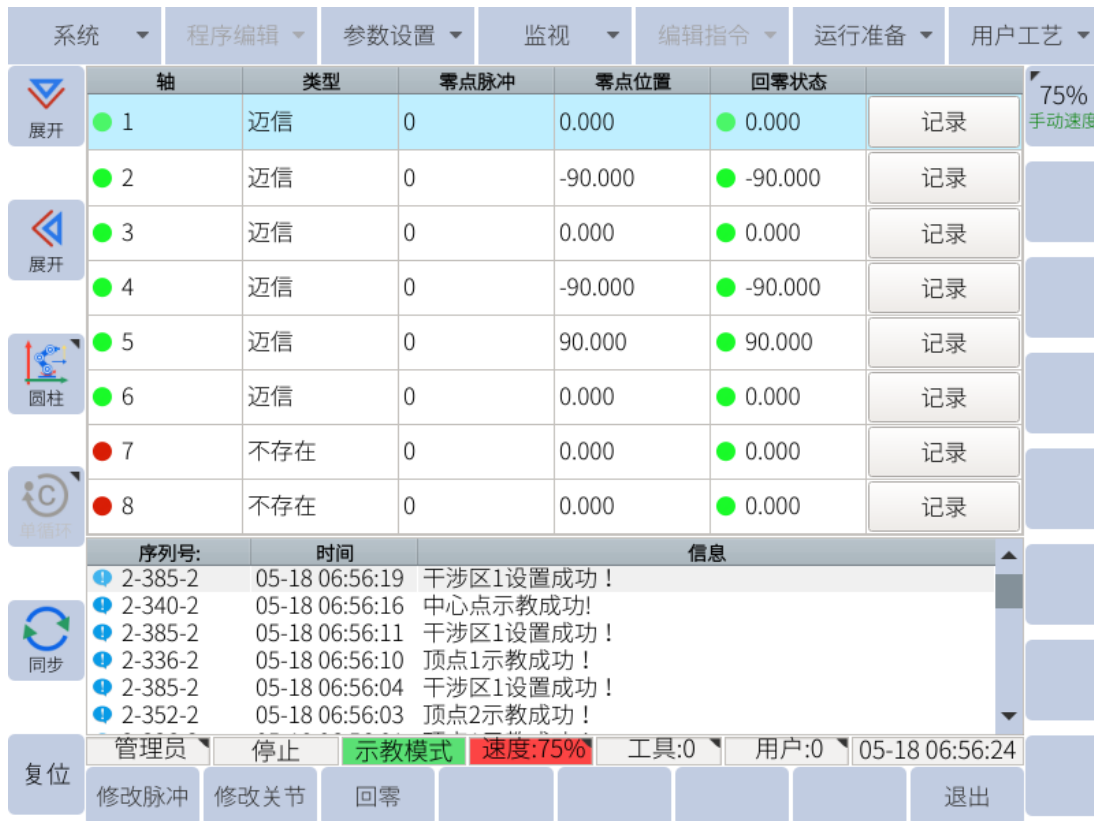 系统 程序编辑 参数设置 监视 编辑指令 运行准备 用户工艺
展开
展开
圆柱
单循环
同步
复位
轴 类型 零点脉冲 零点位置 回零状态
1 迈信 0 0.000 0.000 记录
2 迈信 0 -90.000 -90.000 记录
3 迈信 0 0.000 0.000 记录
4 迈信 0 -90.000 -90.000 记录
5 迈信 0 90.000 90.000 记录
6 迈信 0 0.000 0.000 记录
7 不存在 0 0.000 0.000 记录
8 不存在 0 0.000 0.000 记录
75%
手动速度
序列号: 时间 信息
2-385-2 05-18 06:56:19 干涉区1设置成功！
2-340-2 05-18 06:56:16 中心点示教成功!
2-385-2 05-18 06:56:11 干涉区1设置成功！
2-336-2 05-18 06:56:10 顶点1示教成功！
2-385-2 05-18 06:56:04 干涉区1设置成功！
2-352-2 05-18 06:56:03 顶点2示教成功！
管理员 停止 示教模式 速度:75% 工具:0 用户:0 05-18 06:56:24
修改脉冲 修改关节 回零 退出